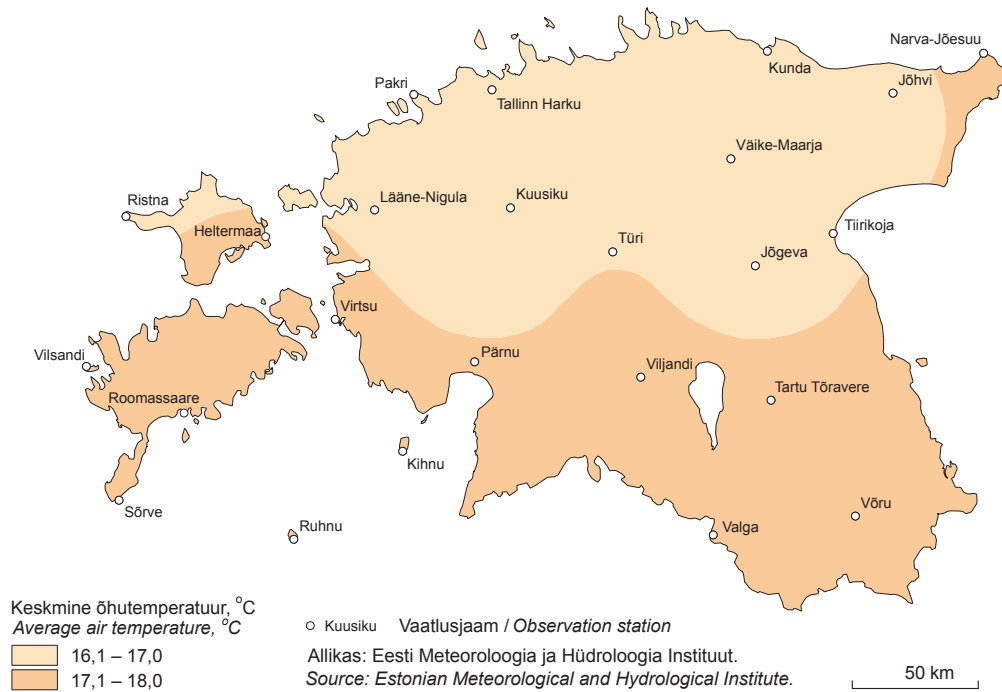 Narva-Jõesuu
Kunda
Pakri
Jõhvi
Tallinn Harku
Väike-Maarja
Ristna
Lääne-Nigula
Kuusiku
Heltermaa
Tiirikoja
Türi
Jõgeva
Virtsu
Vilsandi
Pärnu
Viljandi
Roomassaare
Tartu Tõravere
Kihnu
Sõrve
Ruhnu
Võru
Valga
Keskmine õhutemperatuur, °C
Average air temperature, °C
16,1 – 17,0
17,1 – 18,0
Kuusiku Vaatlusjaam / Observation station
Allikas: Eesti Meteoroloogia ja Hüdroloogia Instituut.
Source: Estonian Meteorological and Hydrological Institute.
50 km